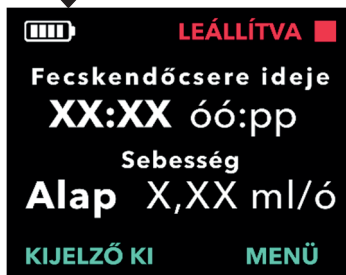 LEÁLLÍTVA
Fecskendőcsere ideje
XX:XX óó:pp
Sebesség
Alap X,XX ml/ó
KIJELZŐ KI MENÜ